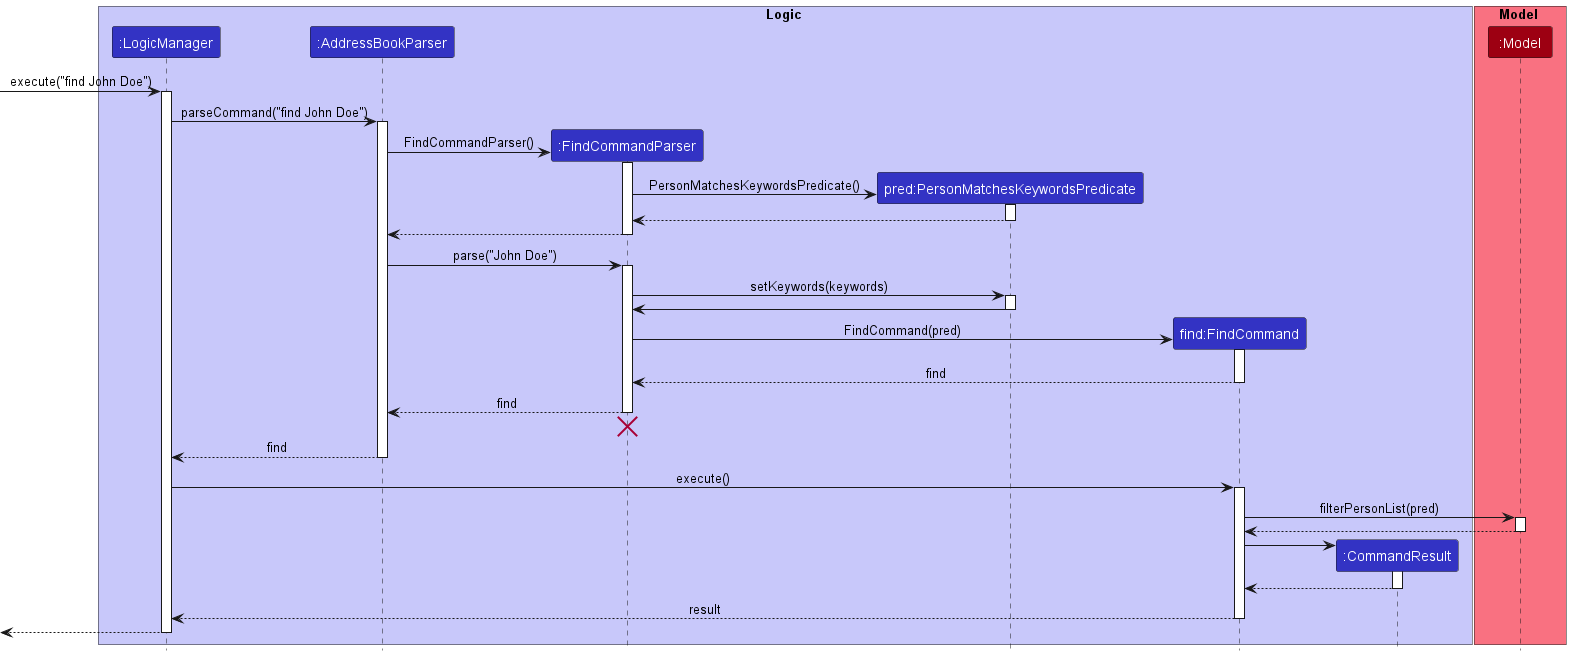 Logic
Model
:LogicManager
:AddressBookParser
:Model
execute("find John Doe")
parseCommand("find John Doe")
FindCommandParser()
:FindCommandParser
PersonMatchesKeywordsPredicate()
pred:PersonMatchesKeywordsPredicate
parse("John Doe")
setKeywords(keywords)
FindCommand(pred)
find:FindCommand
find
find
find
execute()
filterPersonList(pred)
:CommandResult
result